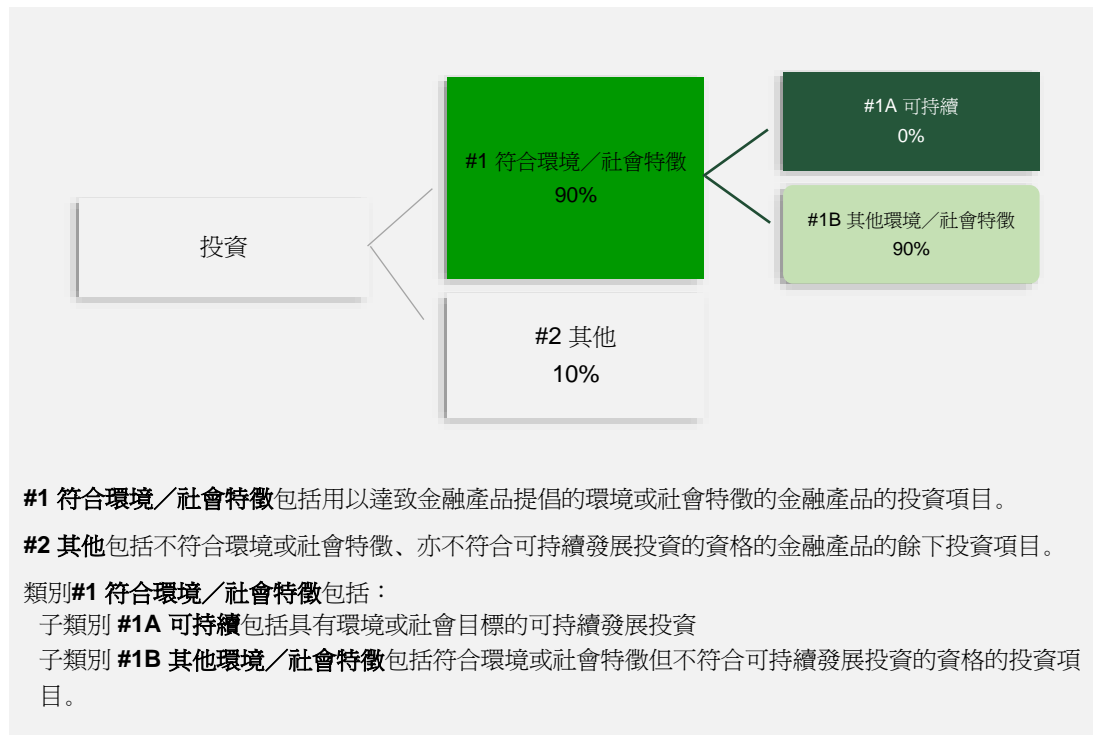 #1A 可持續
0%
#1 符合環境／社會特徵
90%
#1B 其他環境／社會特徵
90%
投資
#2 其他
10%
#1 符合環境／社會特徵包括用以達致金融產品提倡的環境或社會特徵的金融產品的投資項目。
#2 其他包括不符合環境或社會特徵、亦不符合可持續發展投資的資格的金融產品的餘下投資項目。
類別#1 符合環境／社會特徵包括：
子類別 #1A 可持續包括具有環境或社會目標的可持續發展投資
子類別 #1B 其他環境／社會特徵包括符合環境或社會特徵但不符合可持續發展投資的資格的投資項
目。